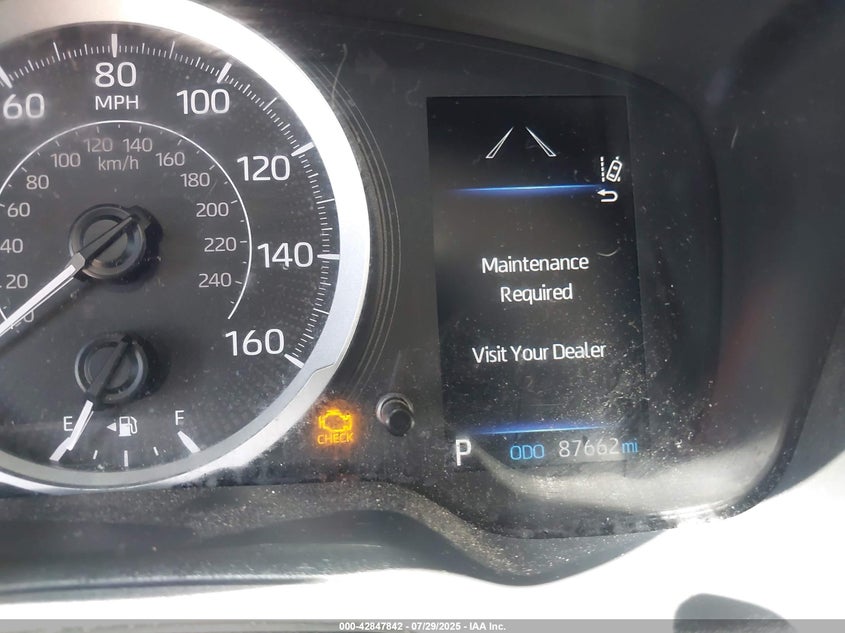 60
80
MPH
100
120
140
160
20
40
60
80
100
120
140
160
180
200
220
240
km/h
E
F
CHECK
Maintenance
Required
Visit Your Dealer
P
ODO 87662 mi
000-42847842 / 07/29/2025 - IAA Inc.